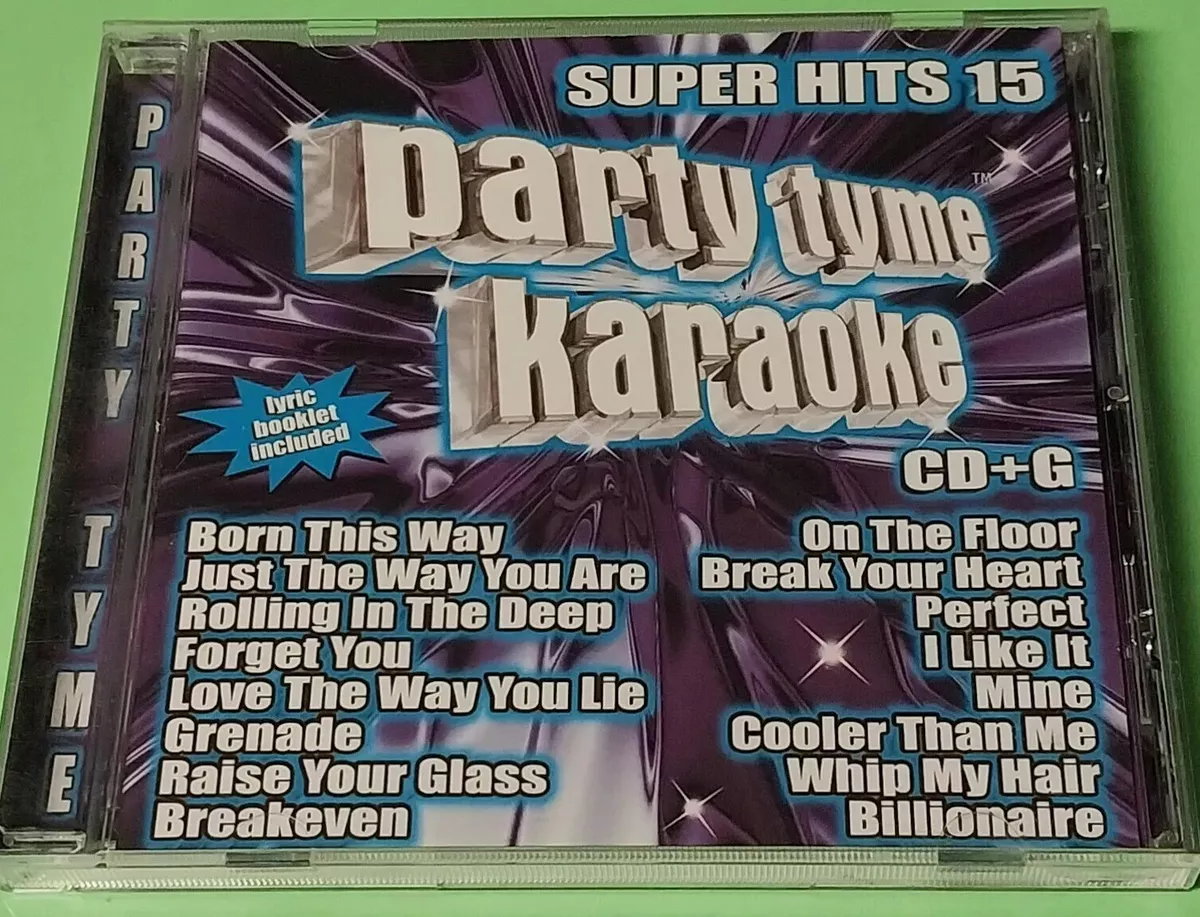 PARTY TYME
SUPER HITS 15
party tyme
TM
karaoke
lyric
booklet
included
CD+G
Born This Way
Just The Way You Are
Rolling In The Deep
Forget You
Love The Way You Lie
Grenade
Raise Your Glass
Breakeven
On The Floor
Break Your Heart
Perfect
I Like It
Mine
Cooler Than Me
Whip My Hair
Billionaire